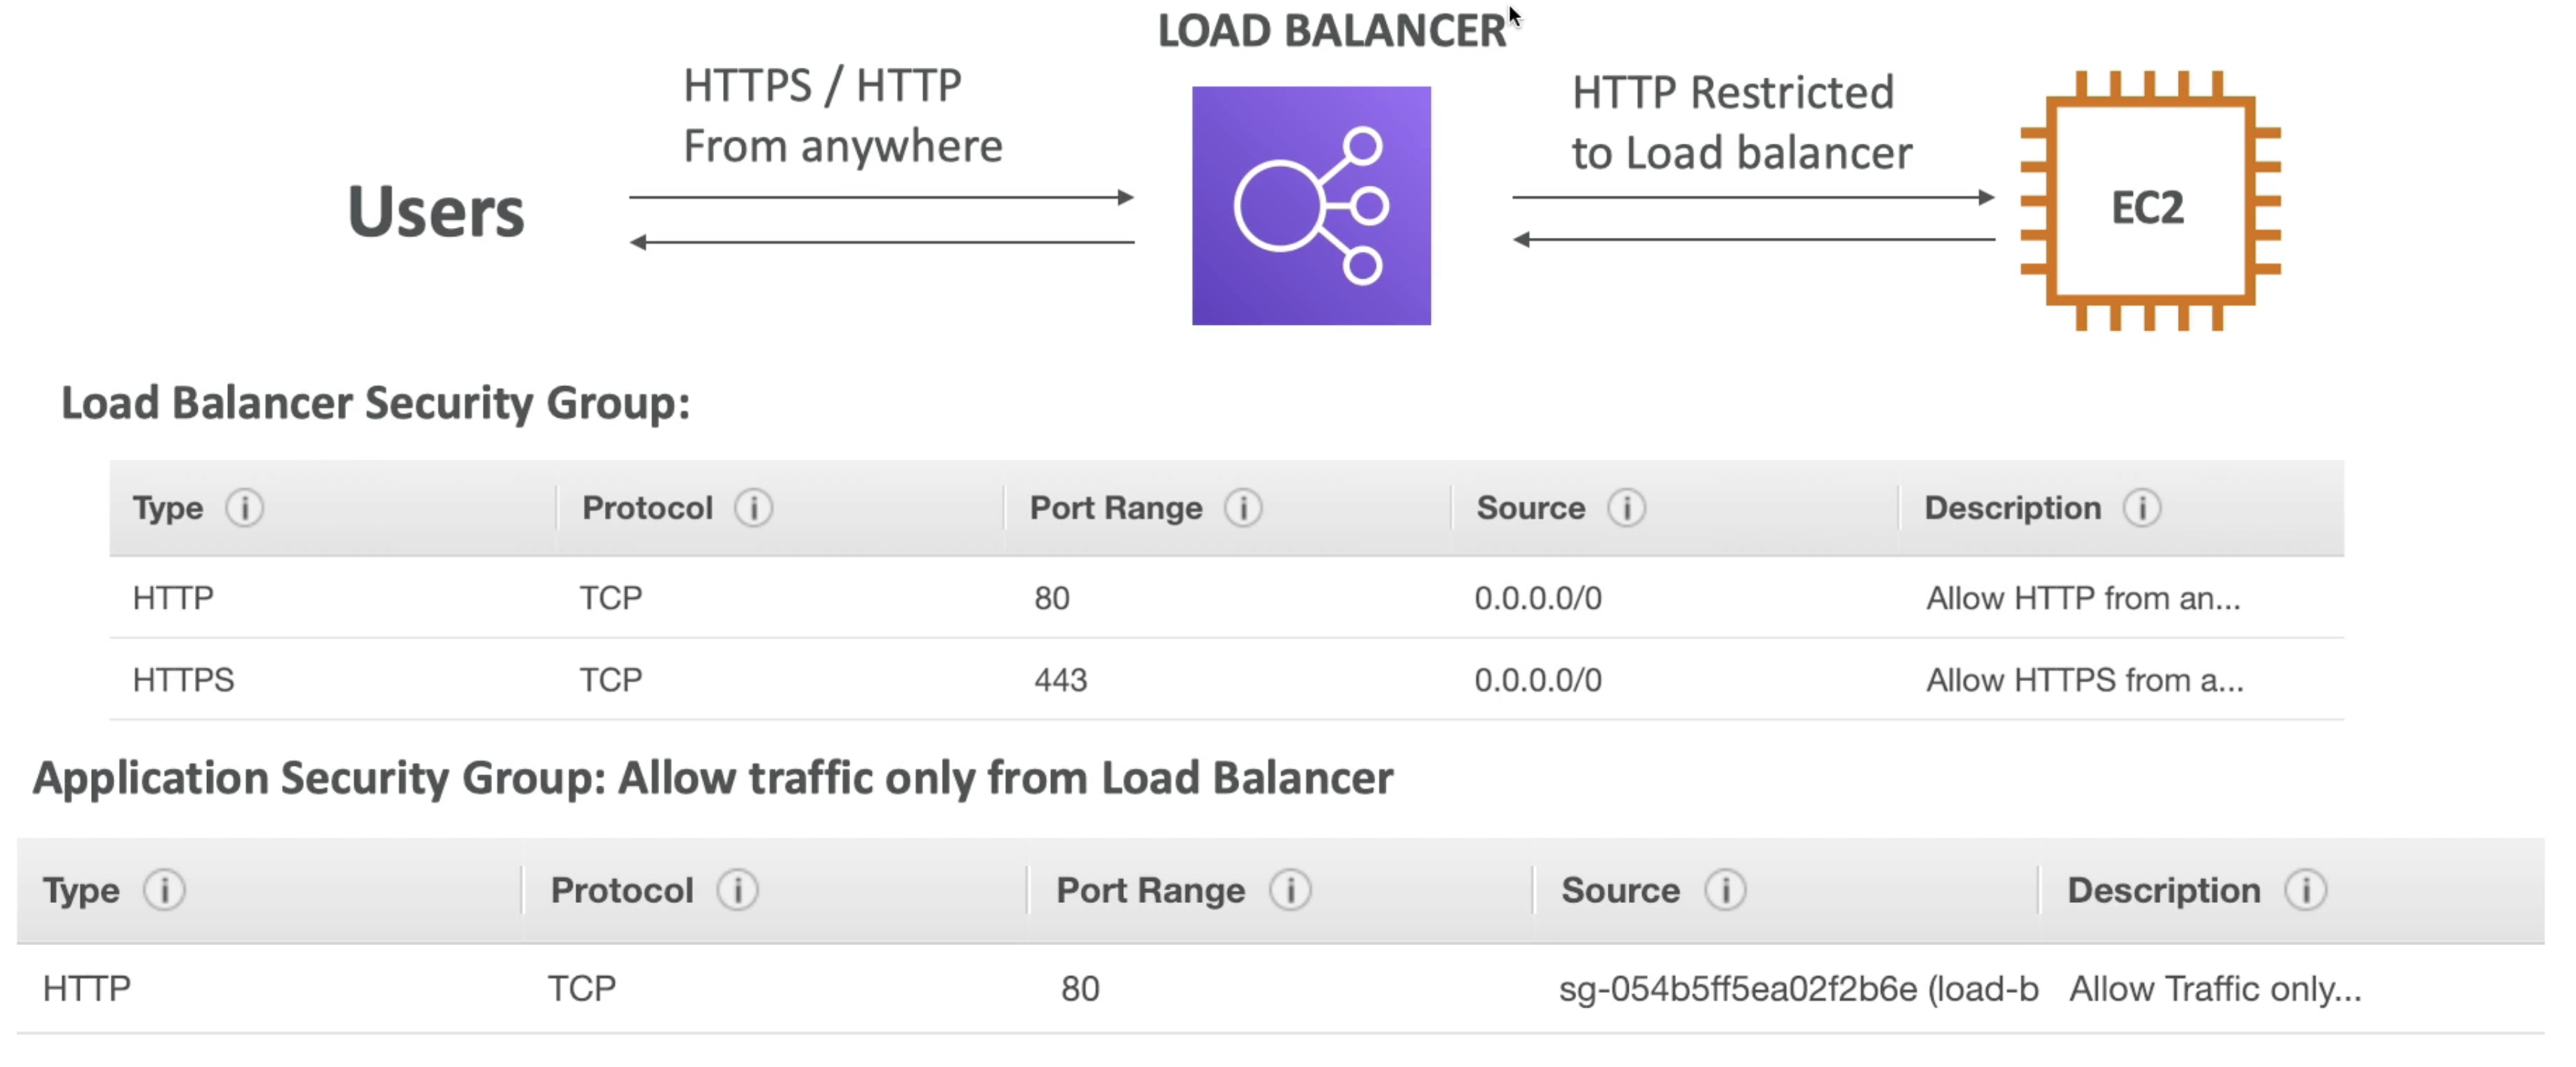 LOAD BALANCER
HTTPS / HTTP
From anywhere
HTTP Restricted
to Load balancer
Users
EC2
Load Balancer Security Group:
Type Protocol Port Range Source Description
HTTP TCP 80 0.0.0.0/0 Allow HTTP from an...
HTTPS TCP 443 0.0.0.0/0 Allow HTTPS from a...
Application Security Group: Allow traffic only from Load Balancer
Type Protocol Port Range Source Description
HTTP TCP 80 sg-054b5ff5ea02f2b6e (load-b Allow Traffic only...